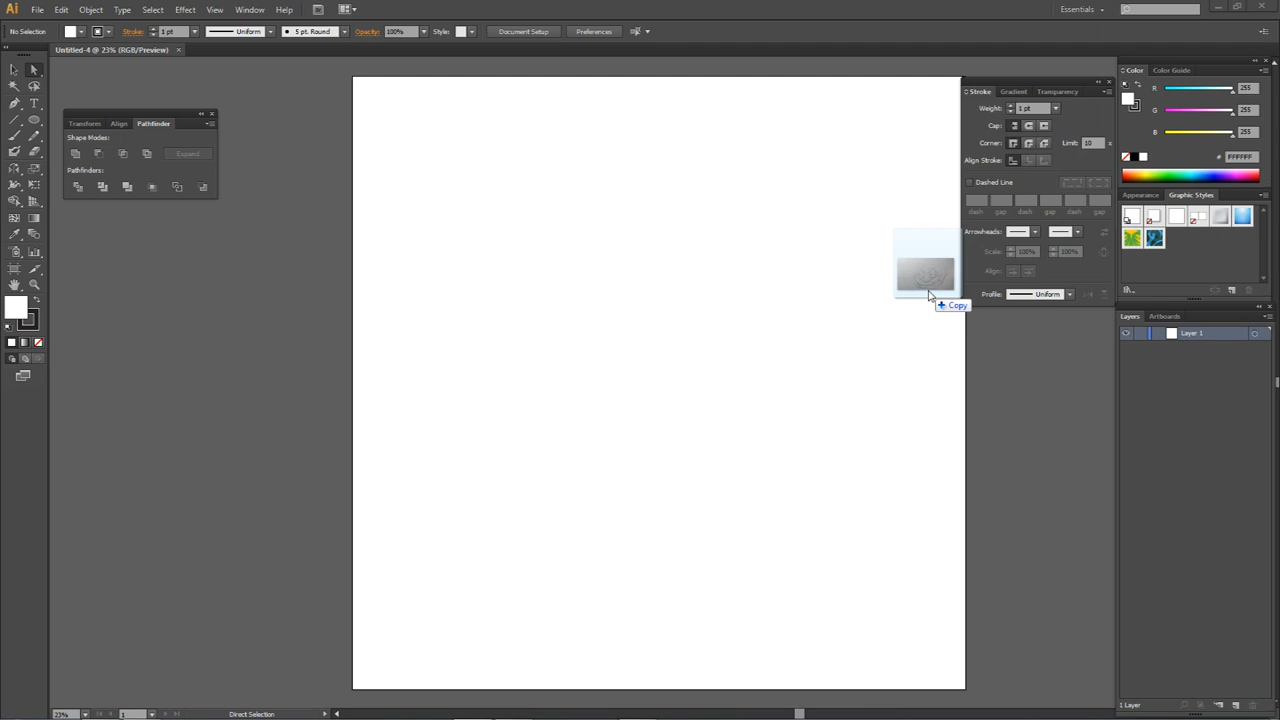 Ai File Edit Object Type Select Effect View Window Help Br Essentials
No Selection Stroke: 1 pt Uniform 5 pt. Round Opacity: 100% Style: Document Setup Preferences
Untitled-4 @ 23% (RGB/Preview) ×
Transform Align Pathfinder
Shape Modes:
Expand
Pathfinders:
Stroke Gradient Transparency
Weight: 1 pt
Cap:
Corner: Limit: 10 x
Align Stroke:
Dashed Line
dash gap dash gap dash gap
Arrowheads:
Scale: 100% 100%
Align:
Profile: Uniform
Copy
Color Color Guide
R 255
G 255
B 255
# FFFFFF
Appearance Graphic Styles
Layers Artboards
Layer 1
1 Layer
23% 1 Direct Selection